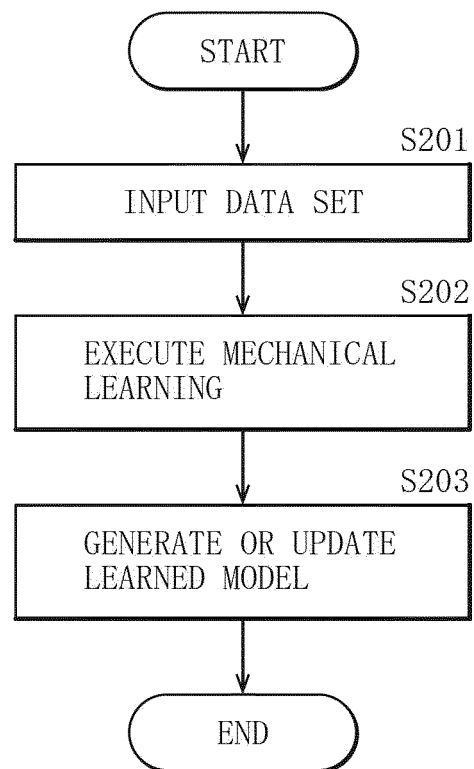 START
S201
INPUT DATA SET
S202
EXECUTE MECHANICAL
LEARNING
S203
GENERATE OR UPDATE
LEARNED MODEL
END